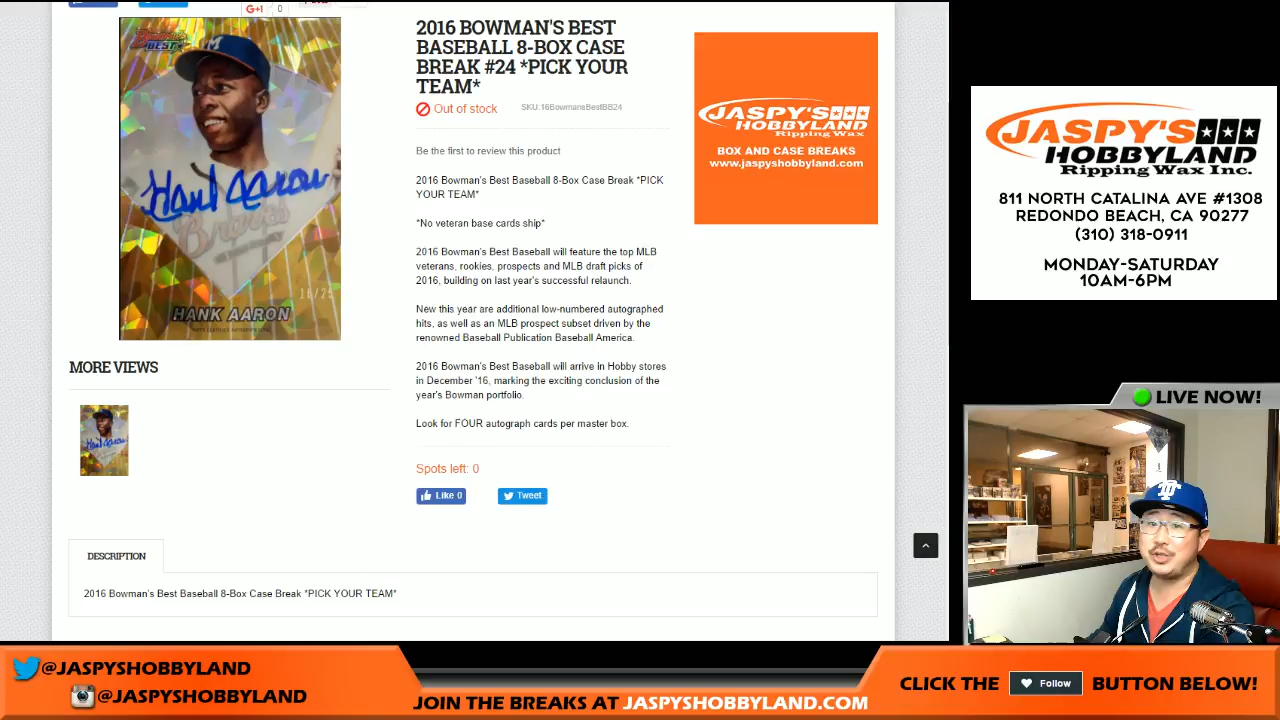 G+1
0
Bowman's
BEST
M
Hank Aaron
Braves
16/25
HANK AARON
MORE VIEWS
2016 BOWMAN'S BEST
BASEBALL 8-BOX CASE
BREAK #24 *PICK YOUR
TEAM*
Out of stock
SKU:16BowmansBestBB24
Be the first to review this product
2016 Bowman's Best Baseball 8-Box Case Break *PICK
YOUR TEAM*
*No veteran base cards ship*
2016 Bowman's Best Baseball will feature the top MLB
veterans, rookies, prospects and MLB draft picks of
2016, building on last year's successful relaunch.
New this year are additional low-numbered autographed
hits, as well as an MLB prospect subset driven by the
renowned Baseball Publication Baseball America.
2016 Bowman's Best Baseball will arrive in Hobby stores
in December '16, marking the exciting conclusion of the
year's Bowman portfolio.
Look for FOUR autograph cards per master box.
Spots left: 0
Like 0
Tweet
DESCRIPTION
2016 Bowman's Best Baseball 8-Box Case Break *PICK YOUR TEAM*
JASPY'S
HOBBYLAND
Ripping Wax
BOX AND CASE BREAKS
www.jaspyshobbyland.com
JASPY'S
HOBBYLAND
Ripping Wax Inc.
811 NORTH CATALINA AVE #1308
REDONDO BEACH, CA 90277
(310) 318-0911
MONDAY-SATURDAY
10AM-6PM
LIVE NOW!
@JASPYSHOBBYLAND
@JASPYSHOBBYLAND
JOIN THE BREAKS AT JASPYSHOBBYLAND.COM
CLICK THE
Follow
BUTTON BELOW!